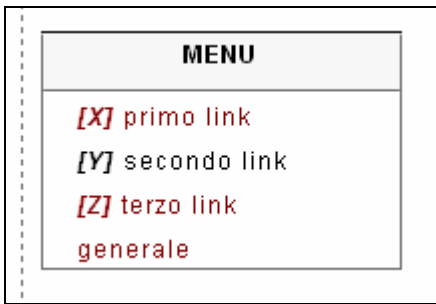 MENU
[X] primo link
[Y] secondo link
[Z] terzo link
generale